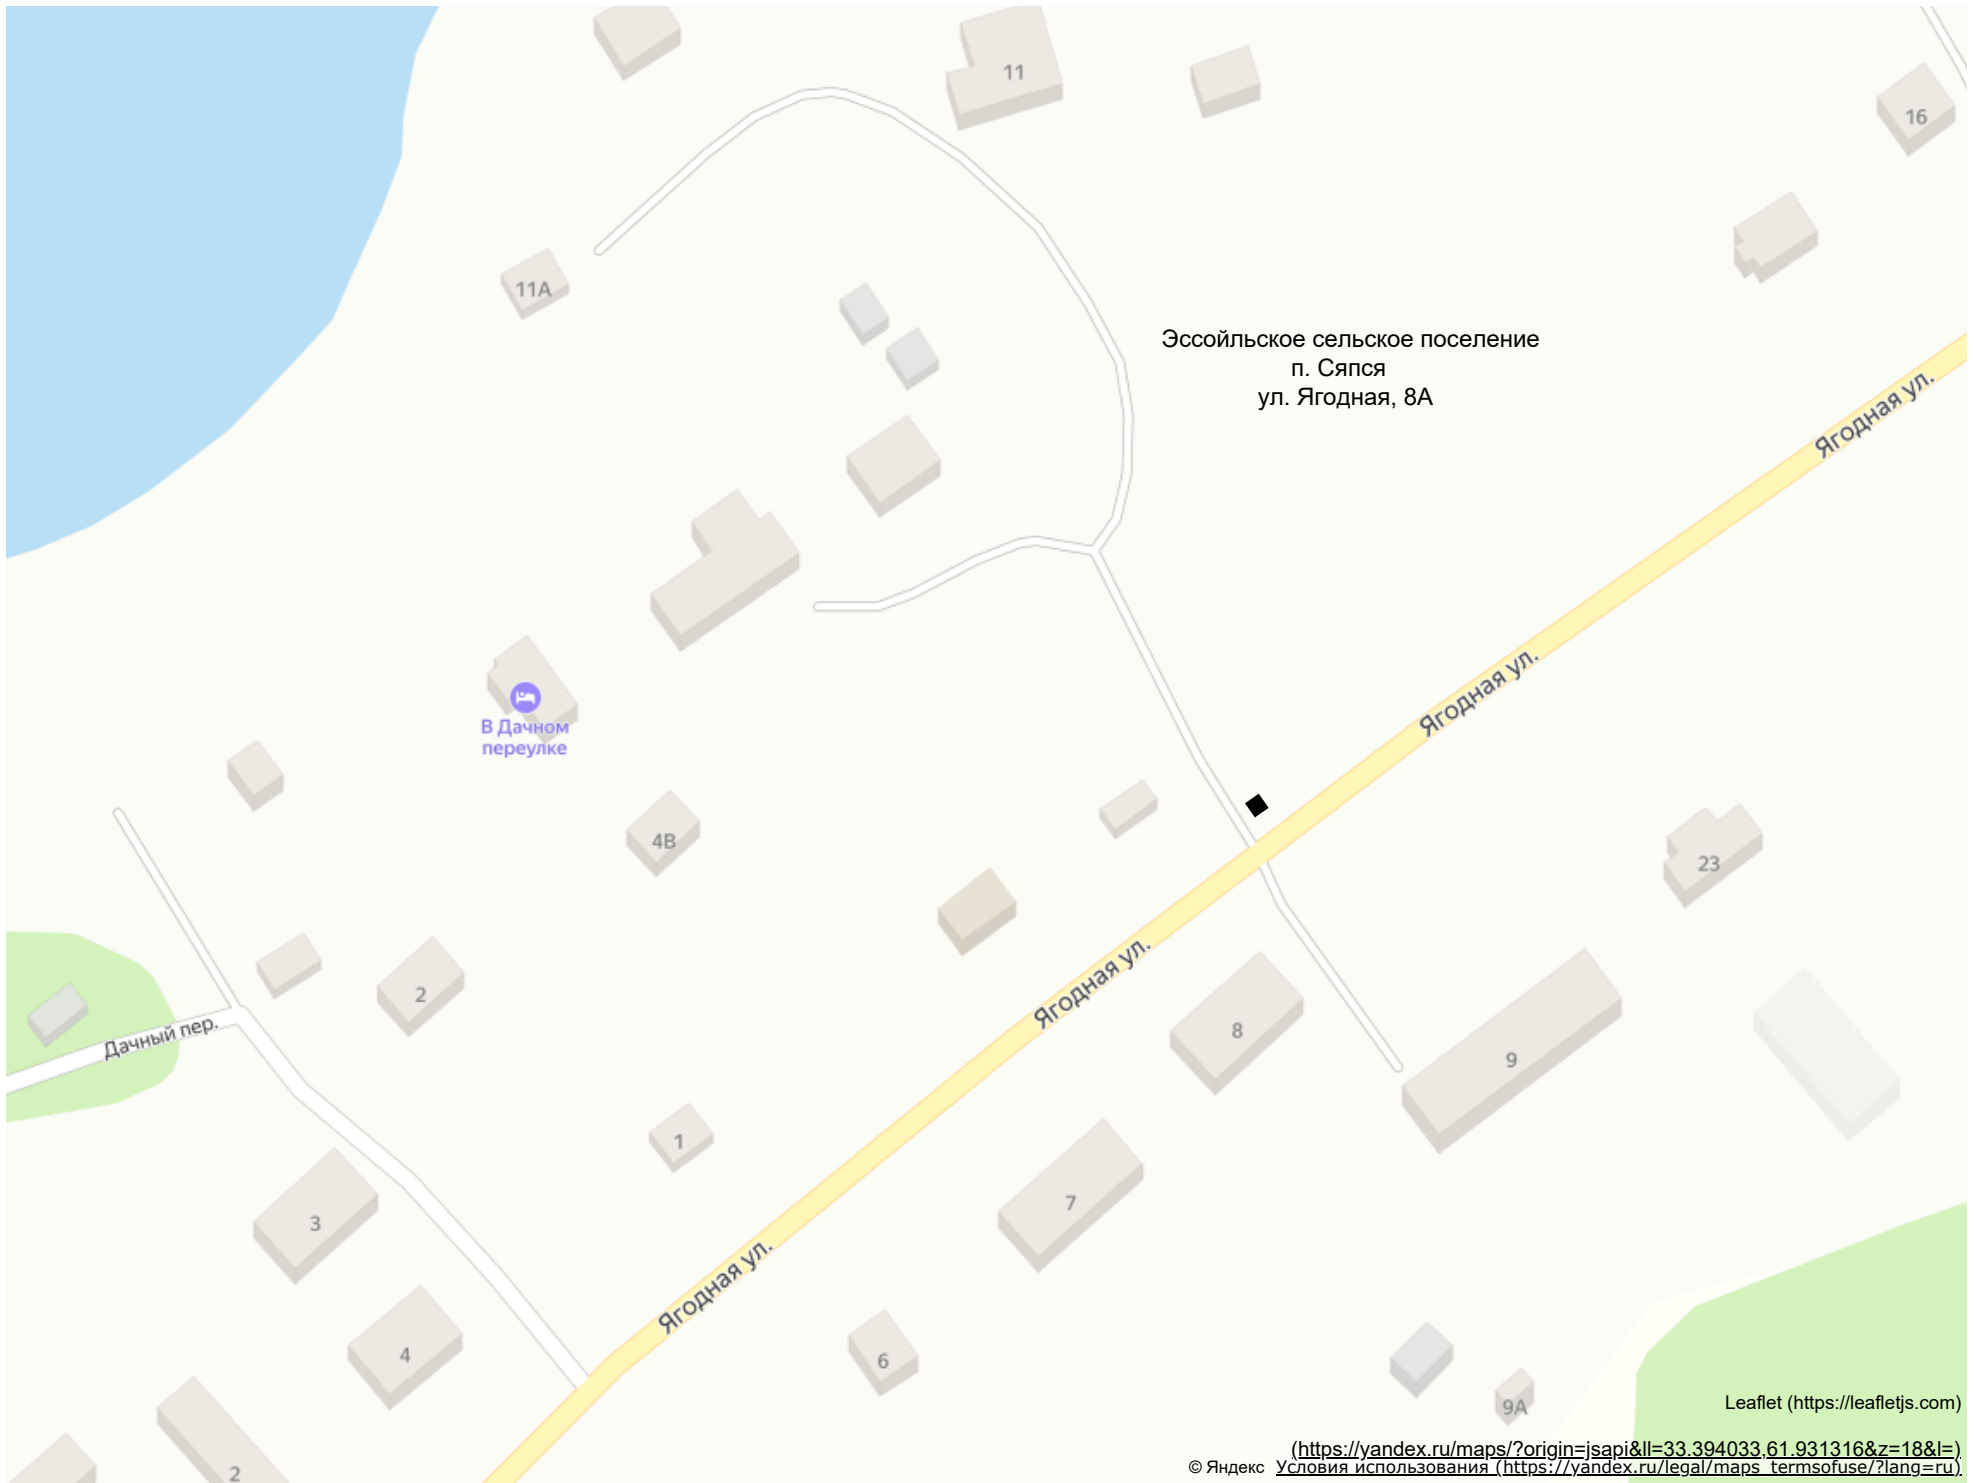 11
16
11А
Эссойльское сельское поселение
п. Сяпся
ул. Ягодная, 8А
Ягодная ул.
Ягодная ул.
В Дачном
переулке
4В
23
Ягодная ул.
2
8
Дачный пер.
9
1
7
3
Ягодная ул.
4
6
9А
Leaflet (https://leafletjs.com)
(https://yandex.ru/maps/?origin=jsapi&ll=33.394033,61.931316&z=18&l=)
© Яндекс Условия использования (https://yandex.ru/legal/maps_termsofuse/?lang=ru)
2